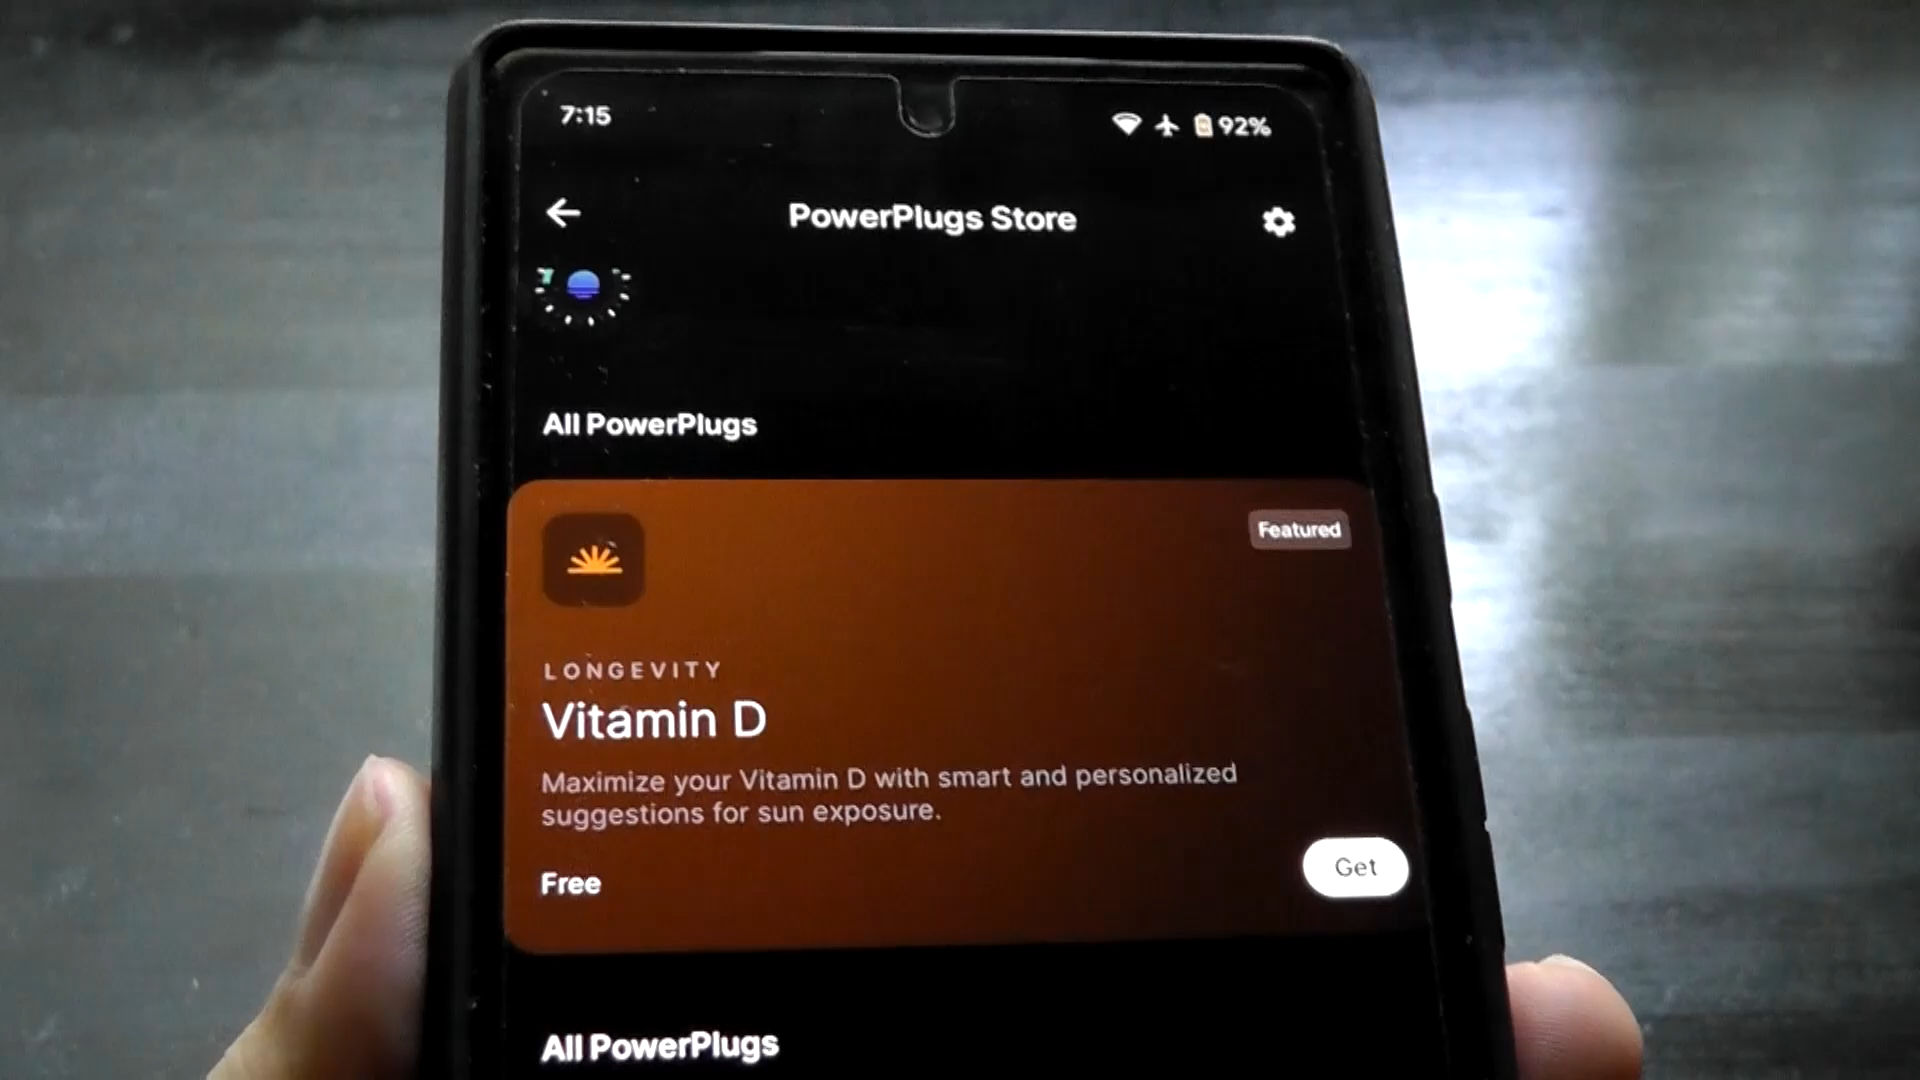 7:15
92%
PowerPlugs Store
All PowerPlugs
Featured
LONGEVITY
Vitamin D
Maximize your Vitamin D with smart and personalized
suggestions for sun exposure.
Free
Get
All PowerPlugs